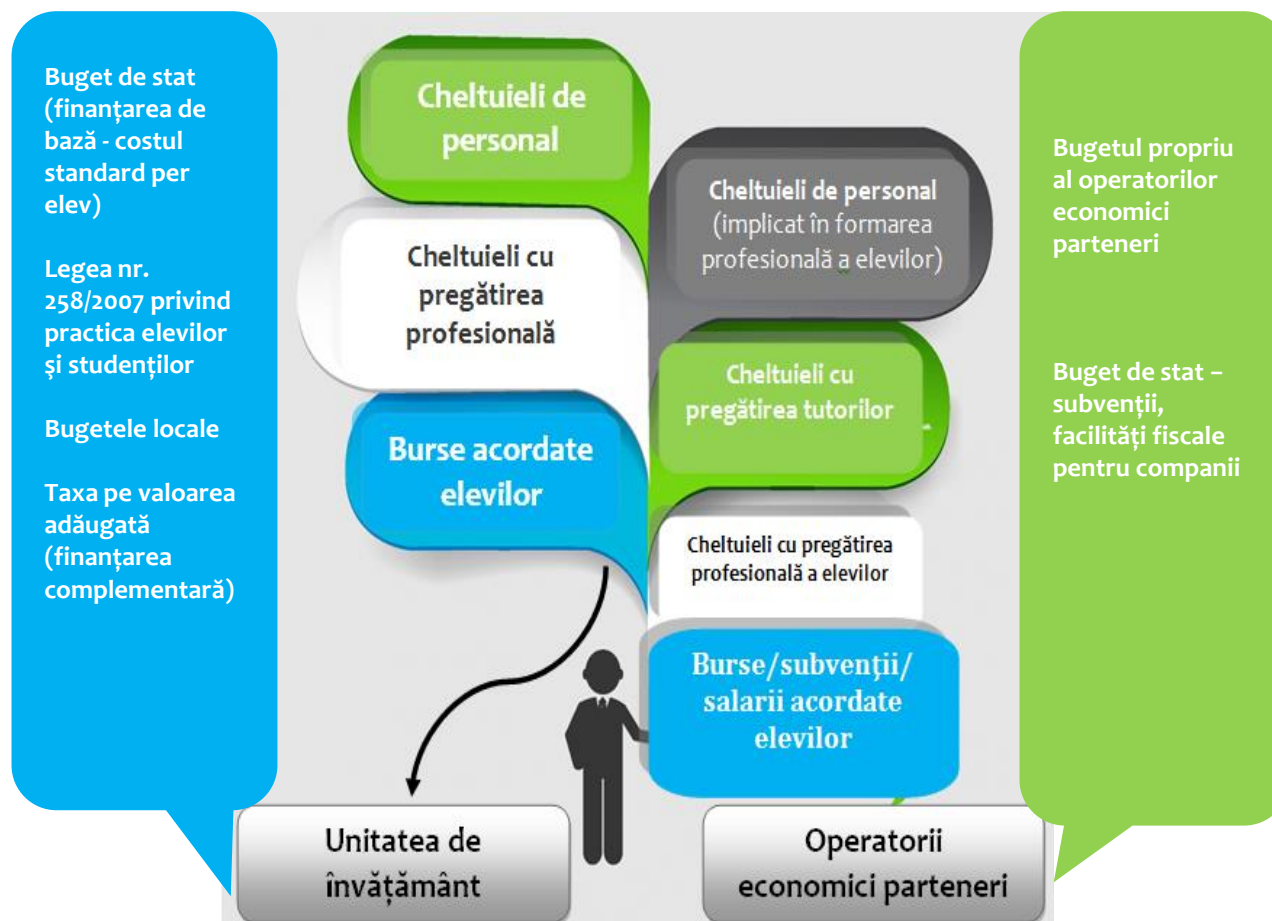 Buget de stat
(finanțarea de
bază - costul
standard per
elev)
Legea nr.
258/2007 privind
practica elevilor
şi studenților
Bugetele locale
Taxa pe valoarea
adăugată
(finanțarea
complementară)
Cheltuieli de
personal
Cheltuieli cu
pregătirea
profesională
Burse acordate
elevilor
Unitatea de
învățământ
Cheltuieli de personal
(implicat în formarea
profesională a elevilor)
Cheltuieli cu
pregătirea tutorilor
Cheltuieli cu pregătirea
profesională a elevilor
Burse/subvenţii/
salarii acordate
elevilor
Operatorii
economici parteneri
Bugetul propriu
al operatorilor
economici
parteneri
Buget de stat –
subvenții,
facilități fiscale
pentru companii